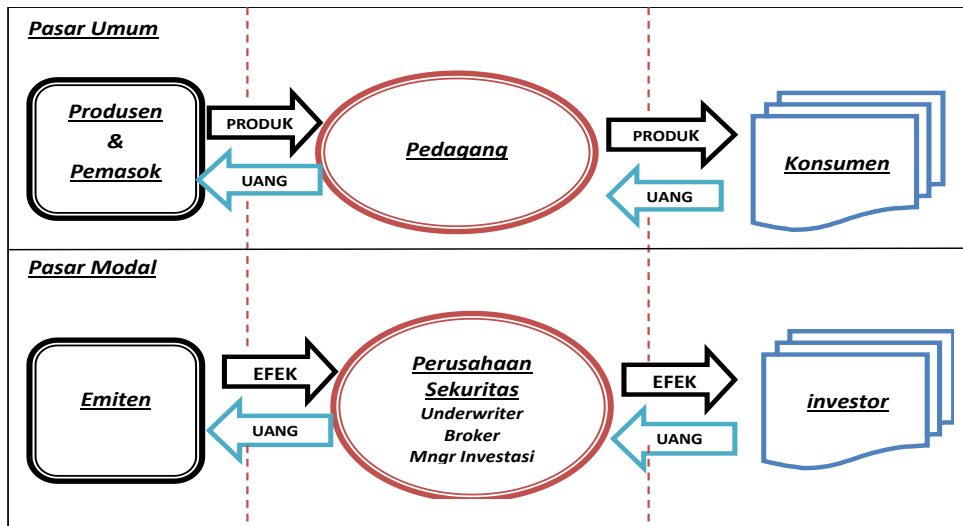 Pasar Umum
Produsen
&
Pemasok
PRODUK
UANG
Pedagang
PRODUK
UANG
Konsumen
Pasar Modal
Emiten
EFEK
UANG
Perusahaan
Sekuritas
Underwriter
Broker
Mngr Investasi
EFEK
UANG
investor